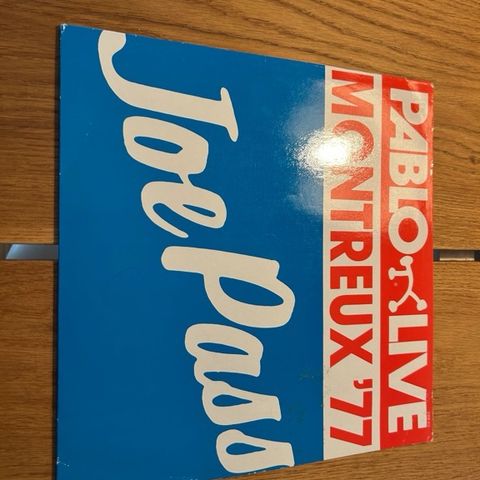 PABLO LIVE
MONTREUX '77
Joe Pass